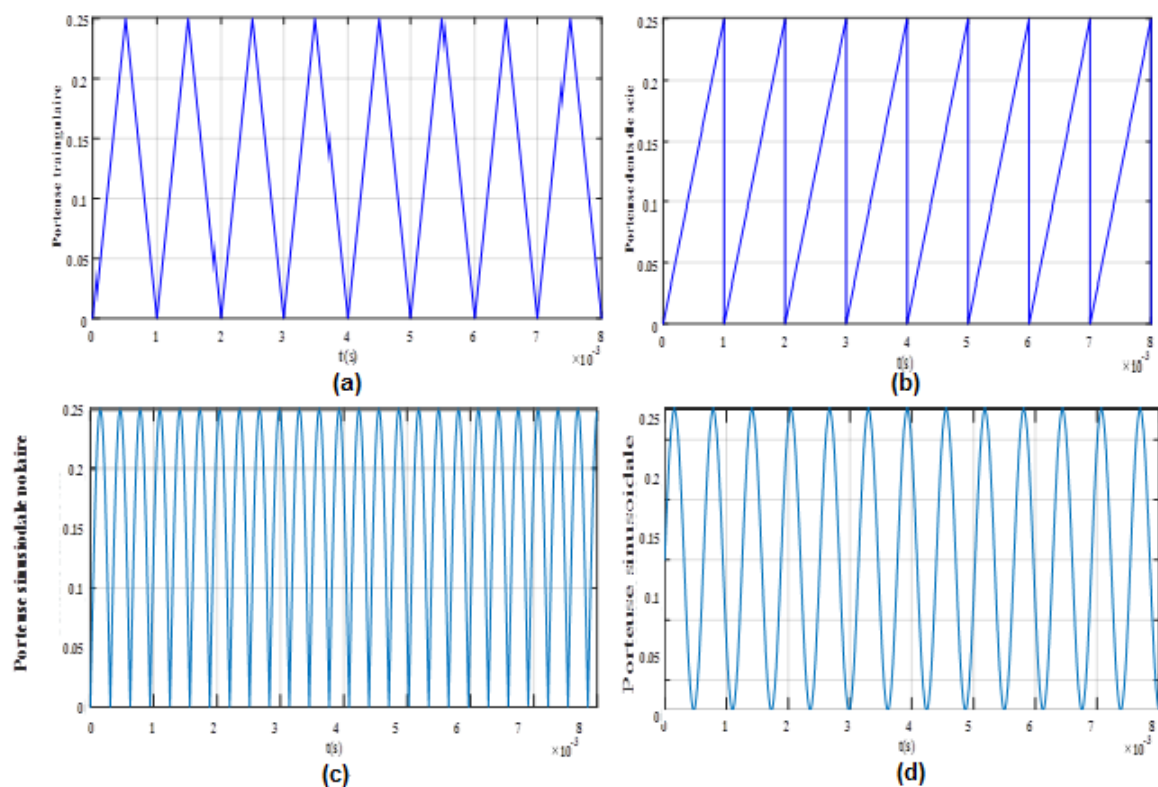 0.25
0.2
0.15
0.1
0.05
0
Porteuse traingulaire
0 1 2 3 4 5 6 7 8
t(s)
×10⁻³
(a)
0.25
0.2
0.15
0.1
0.05
0
Porteuse dents de scie
0 1 2 3 4 5 6 7 8
t(s)
×10⁻³
(b)
0.25
0.2
0.15
0.1
0.05
0
Porteuse sinusiodale polaire
0 1 2 3 4 5 6 7 8
t(s)
×10⁻³
(c)
0.25
0.2
0.15
0.1
0.05
0
Porteuse sinusoidale
0 1 2 3 4 5 6 7 8
t(s)
×10⁻³
(d)